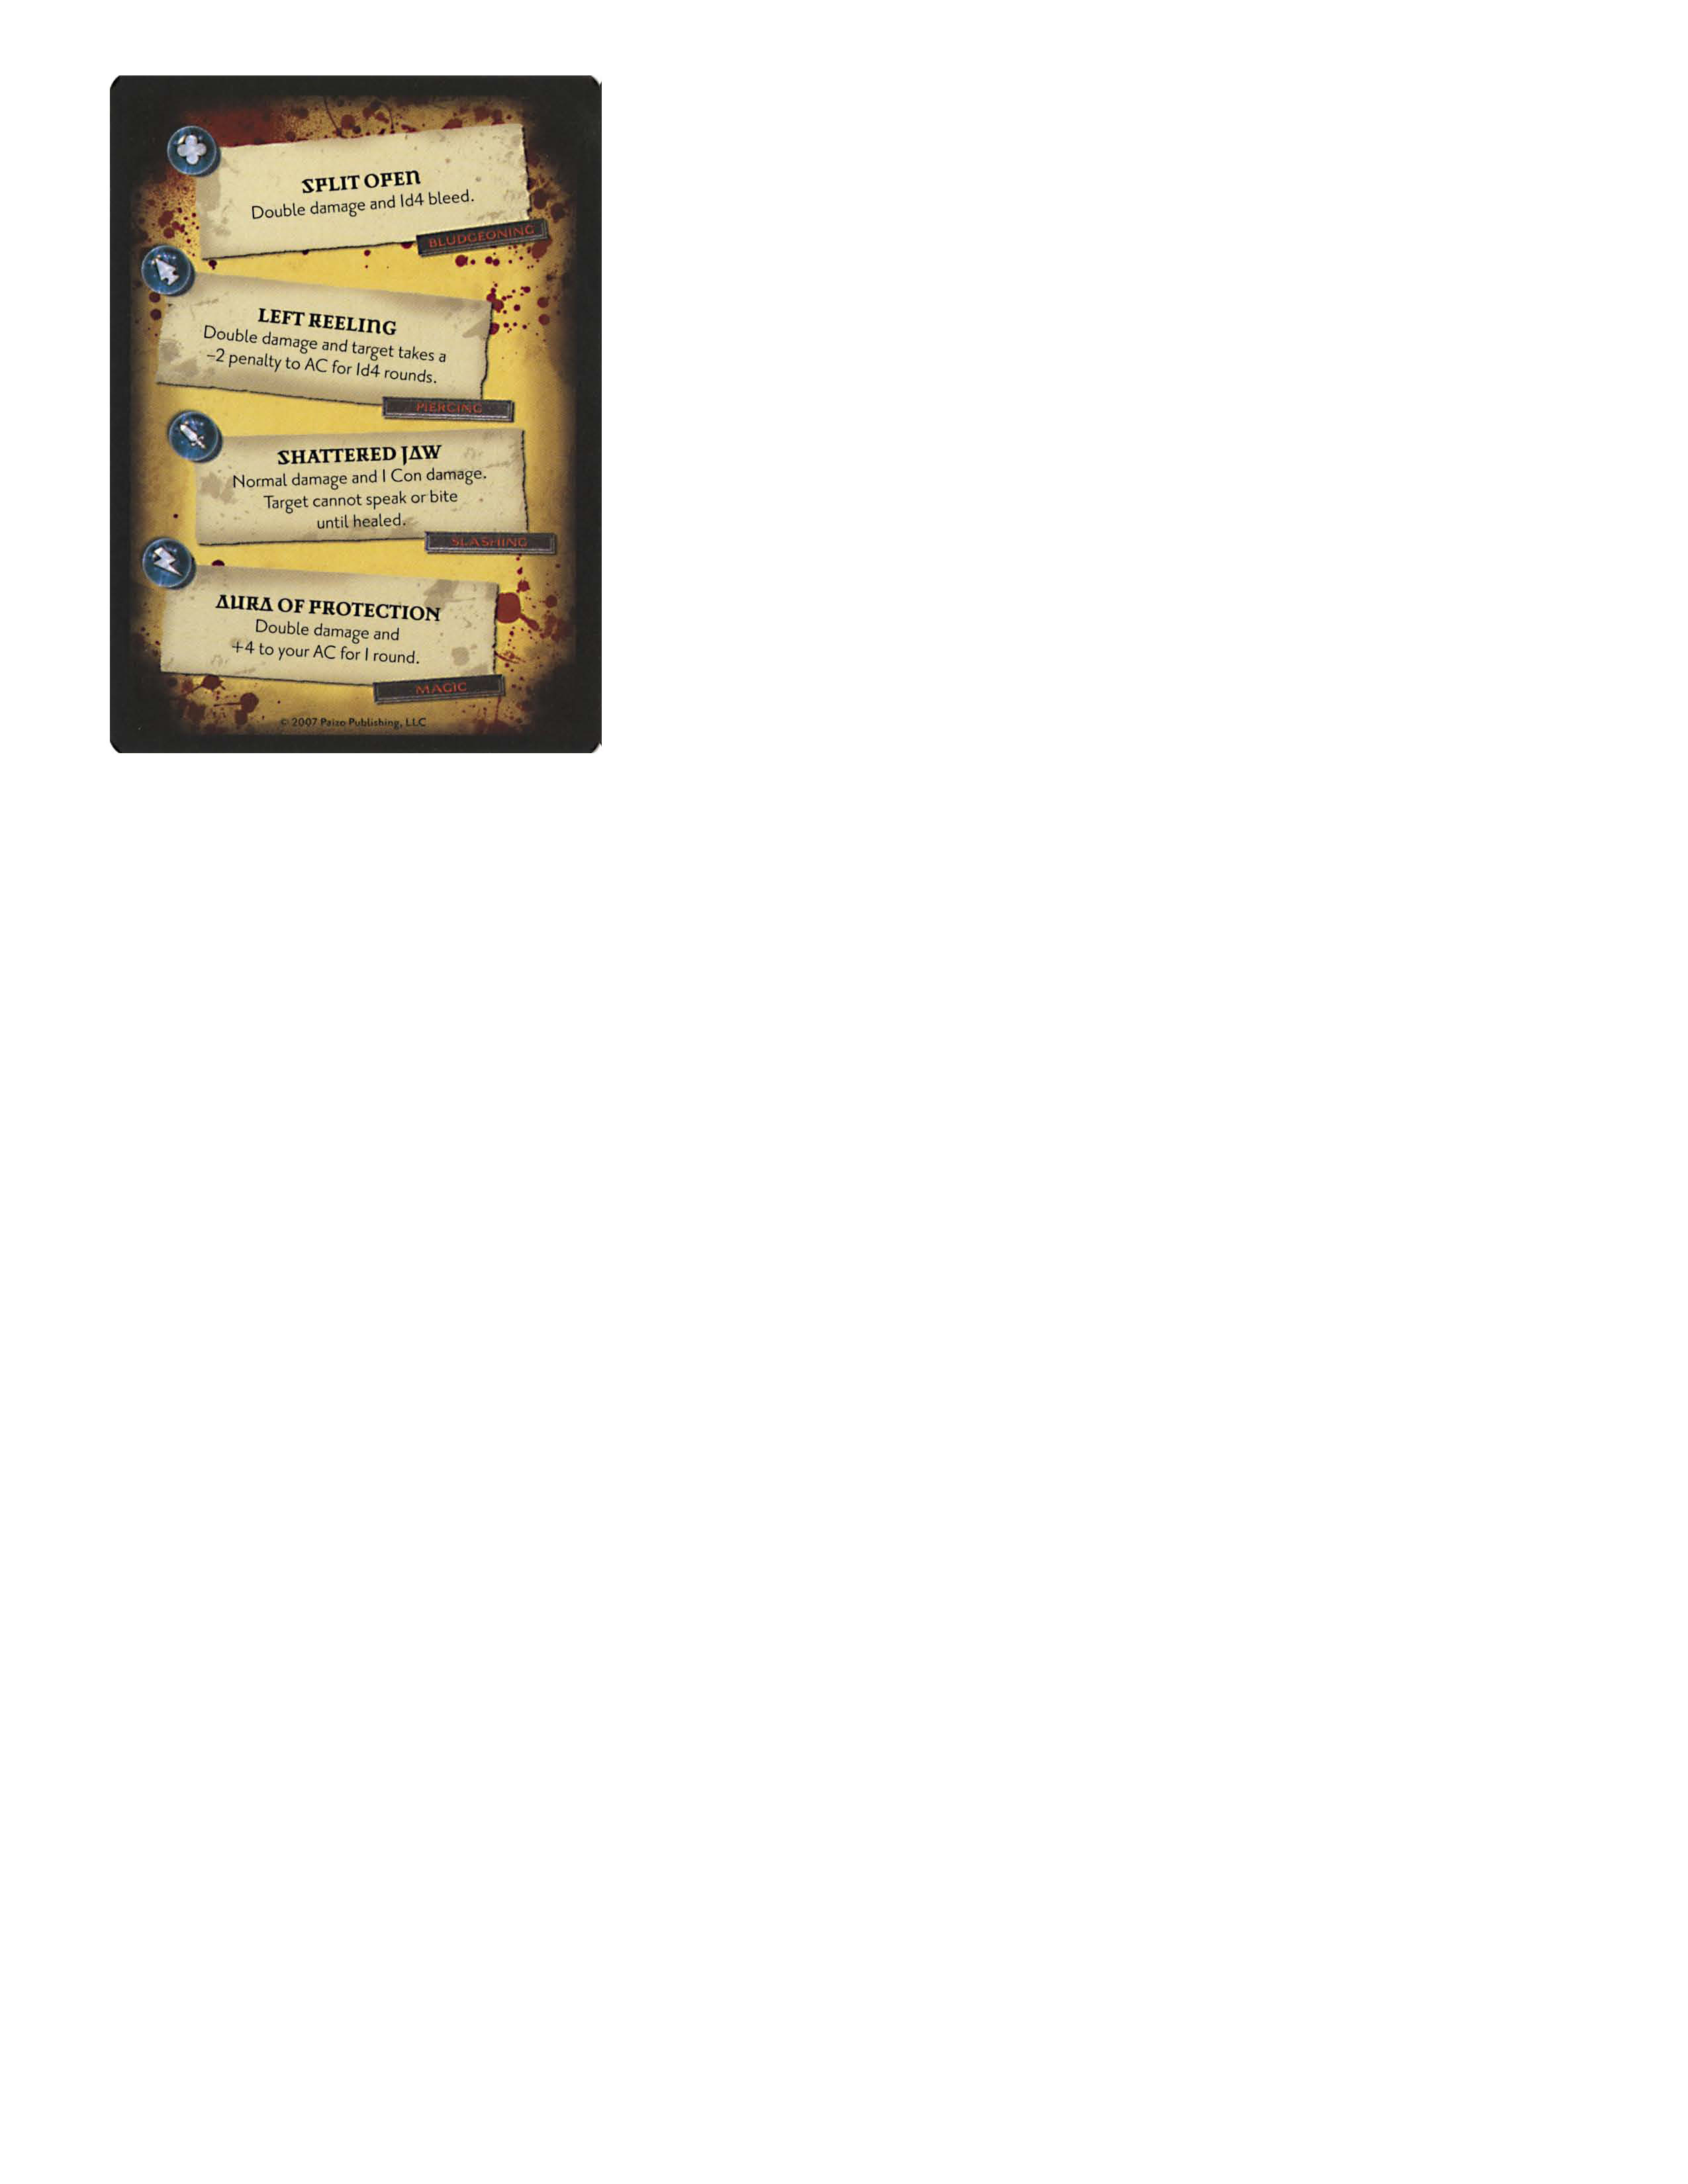 SPLIT OPEN
Double damage and 1d4 bleed.
BLUDGEONING
LEFT REELING
Double damage and target takes a
–2 penalty to AC for 1d4 rounds.
PIERCING
SHATTERED JAW
Normal damage and 1 Con damage.
Target cannot speak or bite
until healed.
SLASHING
AURA OF PROTECTION
Double damage and
+4 to your AC for 1 round.
MAGIC
© 2007 Paizo Publishing, LLC